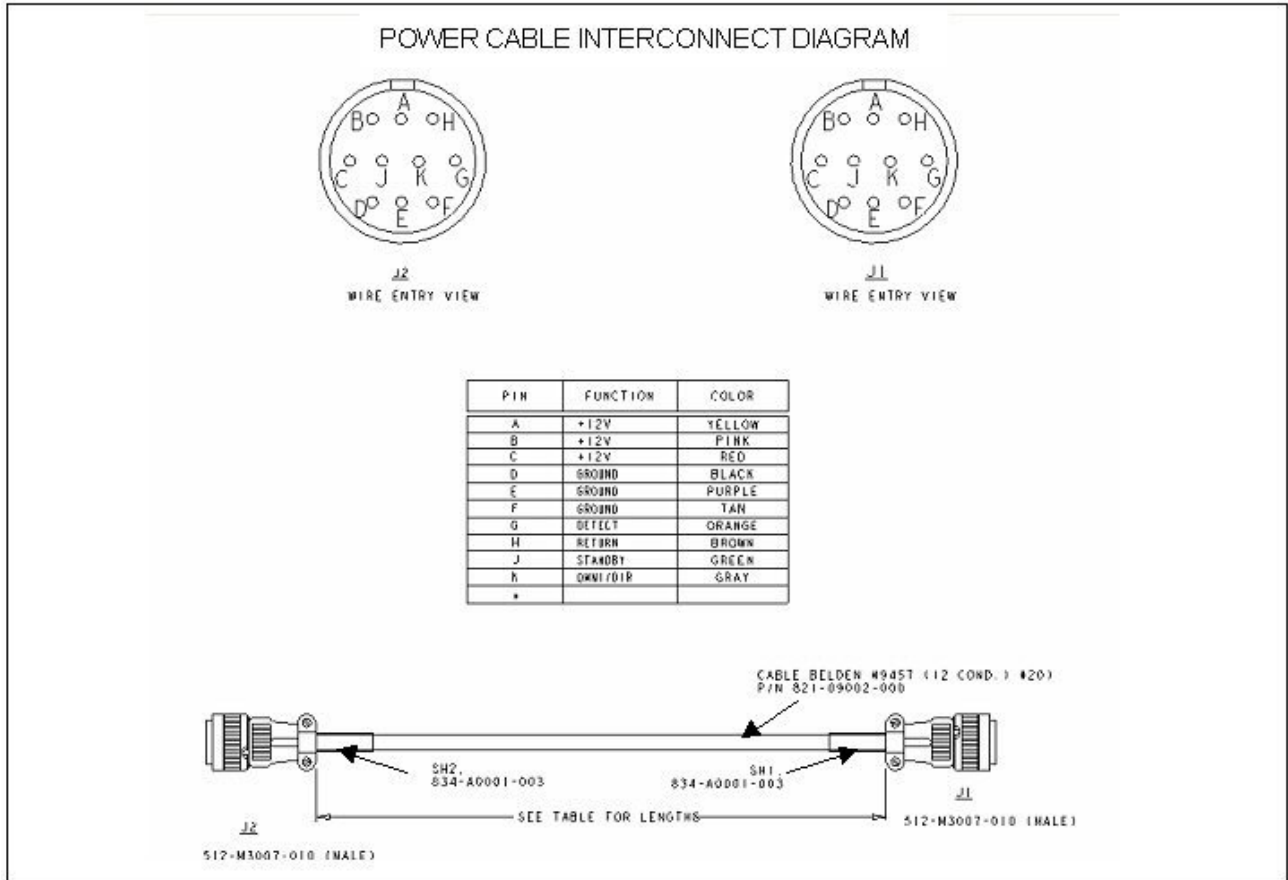 POWER CABLE INTERCONNECT DIAGRAM
A
B H
C J K G
D E F
J2
WIRE ENTRY VIEW
A
B H
C J K G
D E F
J1
WIRE ENTRY VIEW
PIN FUNCTION COLOR
A +12V YELLOW
B +12V PINK
C +12V RED
D GROUND BLACK
E GROUND PURPLE
F GROUND TAN
G DETECT ORANGE
H RETURN BROWN
J STANDBY GREEN
K OMNI/DIR GRAY
*
CABLE BELDEN #9457 (12 COND.) #20)
P/N 821-09002-000
SH2.
834-A0001-003
SH1.
834-A0001-003
SEE TABLE FOR LENGTHS
J2
512-M3007-010 (MALE)
J1
512-M3007-010 (MALE)